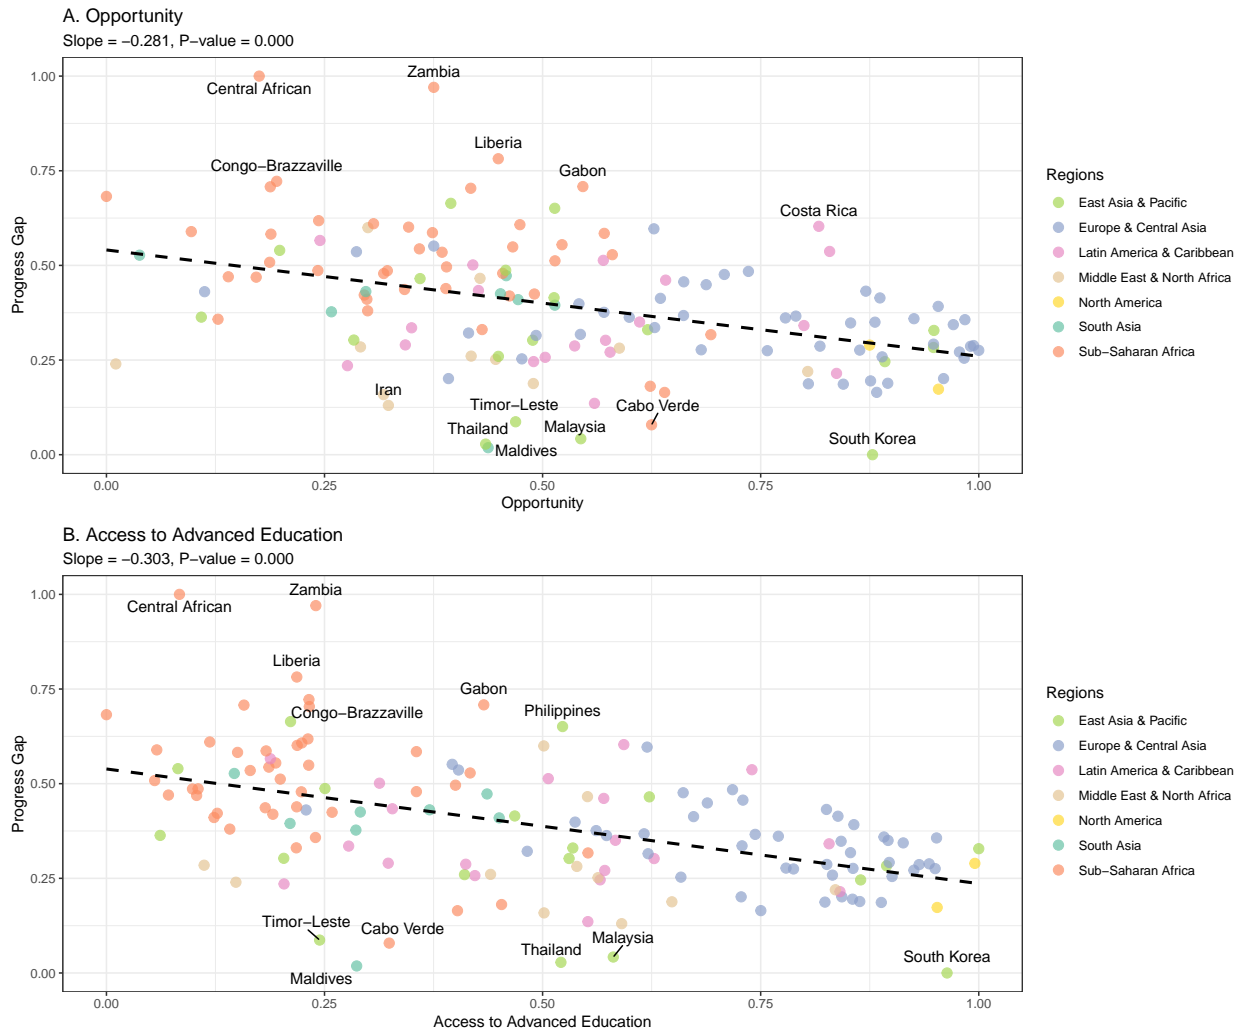 A. Opportunity
Slope = −0.281, P−value = 0.000
1.00
0.75
0.50
0.25
0.00
Progress Gap
Central African
Zambia
Liberia
Congo−Brazzaville
Gabon
Costa Rica
Iran
Timor−Leste
Cabo Verde
Thailand
Malaysia
Maldives
South Korea
0.00 0.25 0.50 0.75 1.00
Opportunity
Regions
East Asia & Pacific
Europe & Central Asia
Latin America & Caribbean
Middle East & North Africa
North America
South Asia
Sub−Saharan Africa
B. Access to Advanced Education
Slope = −0.303, P−value = 0.000
1.00
0.75
0.50
0.25
0.00
Progress Gap
Zambia
Central African
Liberia
Gabon
Congo−Brazzaville
Philippines
Timor−Leste
Cabo Verde
Malaysia
Thailand
South Korea
Maldives
0.00 0.25 0.50 0.75 1.00
Access to Advanced Education
Regions
East Asia & Pacific
Europe & Central Asia
Latin America & Caribbean
Middle East & North Africa
North America
South Asia
Sub−Saharan Africa